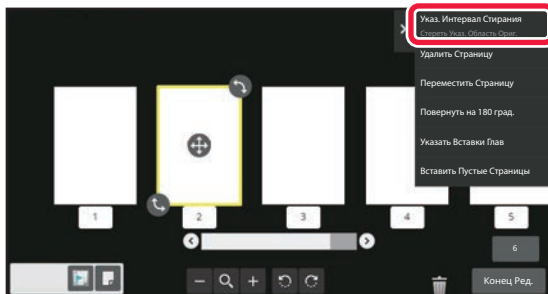 Указ. Интервал Стирания
Стереть Указ. Область Ориг.
Удалить Страницу
Переместить Страницу
Повернуть на 180 град.
Указать Вставки Глав
Вставить Пустые Страницы
1
2
3
4
5
6
Конец Ред.